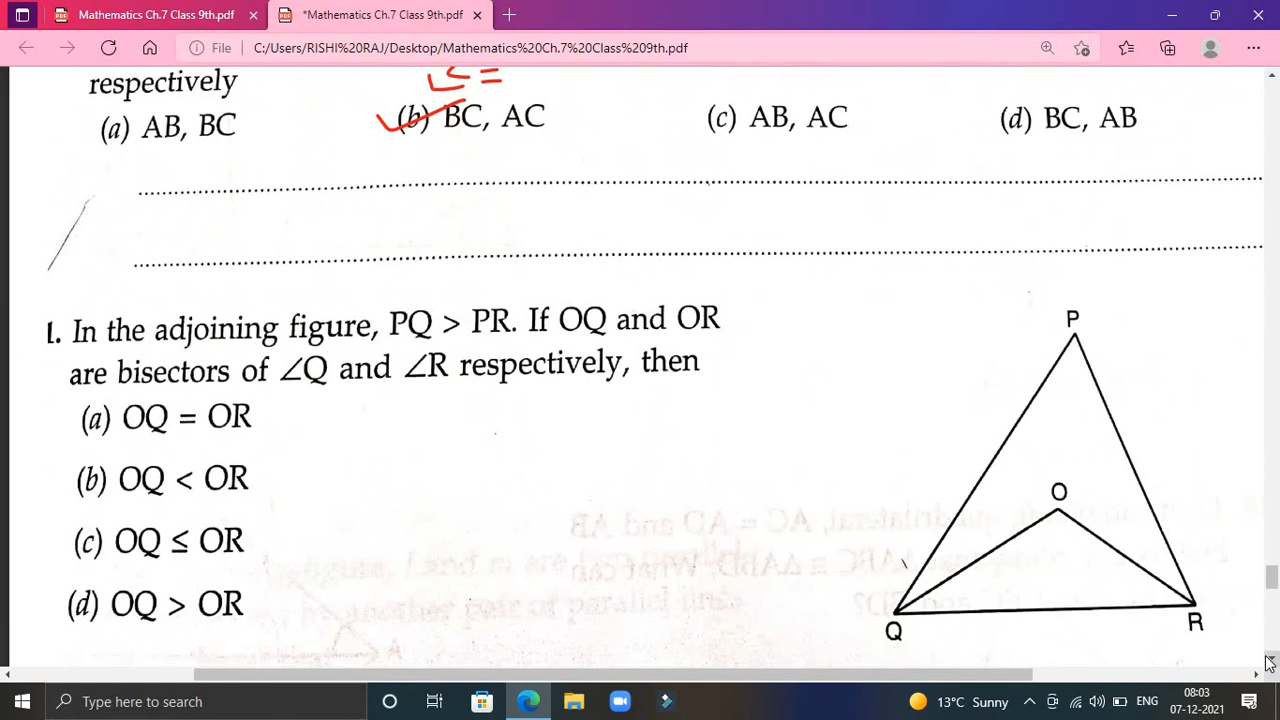 Mathematics Ch.7 Class 9th.pdf
*Mathematics Ch.7 Class 9th.pdf
File C:/Users/RISHI%20RAJ/Desktop/Mathematics%20Ch.7%20Class%209th.pdf
respectively
(a) AB, BC (b) BC, AC (c) AB, AC (d) BC, AB
l. In the adjoining figure, PQ > PR. If OQ and OR
are bisectors of ∠Q and ∠R respectively, then
(a) OQ = OR
(b) OQ < OR
(c) OQ ≤ OR
(d) OQ > OR
P
O
Q
R
Type here to search
13°C Sunny
ENG
08:03
07-12-2021